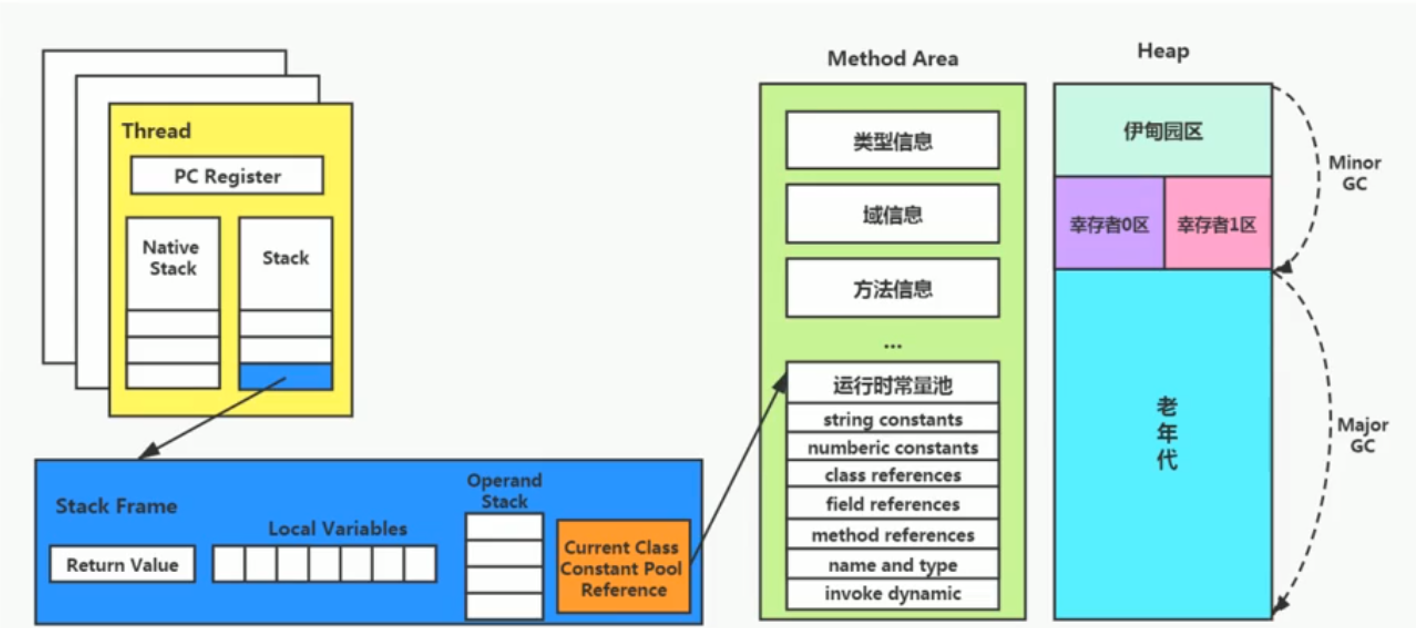 Thread
PC Register
Native
Stack
Stack
Stack Frame
Return Value
Local Variables
Operand
Stack
Current Class
Constant Pool
Reference
Method Area
类型信息
域信息
方法信息
...
运行时常量池
string constants
numberic constants
class references
field references
method references
name and type
invoke dynamic
Heap
伊甸园区
幸存者0区
幸存者1区
老
年
代
Minor
GC
Major
GC